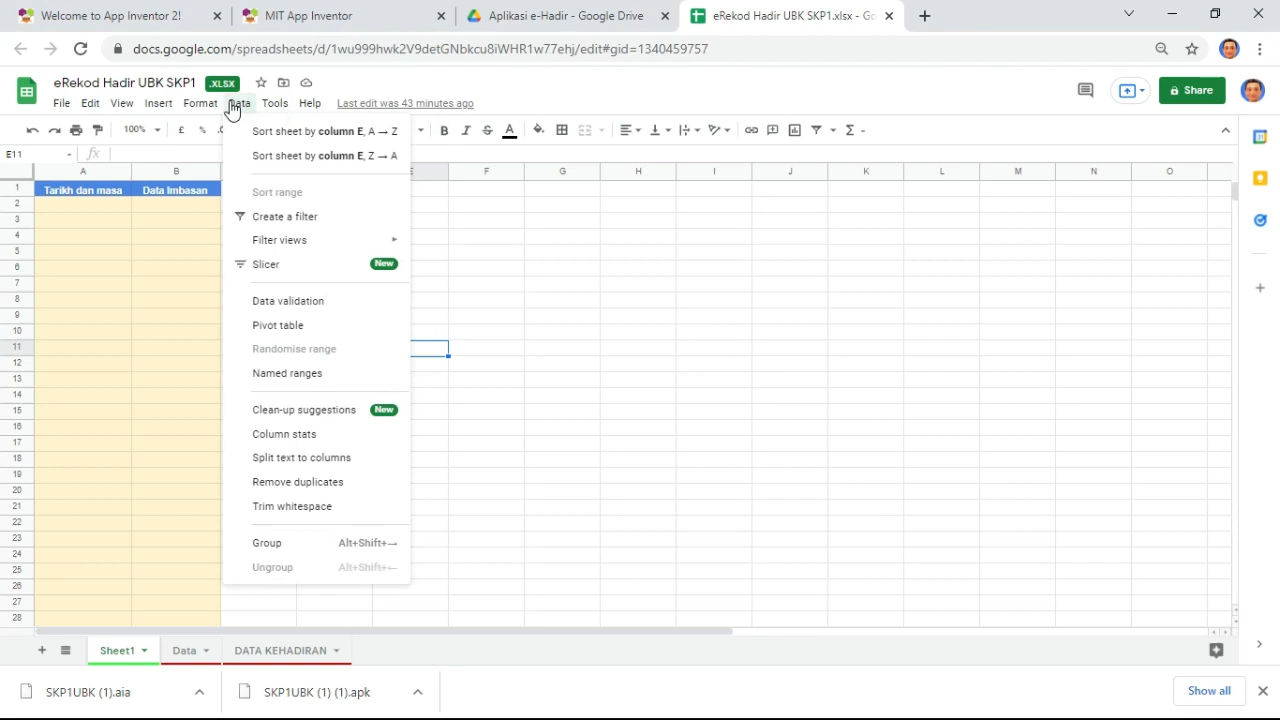 Welcome to App Inventor 2!
MIT App Inventor
Aplikasi e-Hadir - Google Drive
eRekod Hadir UBK SKP1.xlsx - Go
docs.google.com/spreadsheets/d/1wu999hwk2V9detGNbkcu8iWHR1w77ehj/edit#gid=1340459757
eRekod Hadir UBK SKP1 .XLSX
Share
File Edit View Insert Format Data Tools Help Last edit was 43 minutes ago
100% £ % B I S A Σ
E11 fx
A B E F G H I J K L M N O
1 Tarikh dan masa Data Imbasan
2
3
4
5
6
7
8
9
10
11
12
13
14
15
16
17
18
19
20
21
22
23
24
25
26
27
28
Sort sheet by column E, A → Z
Sort sheet by column E, Z → A
Sort range
Create a filter
Filter views
Slicer New
Data validation
Pivot table
Randomise range
Named ranges
Clean-up suggestions New
Column stats
Split text to columns
Remove duplicates
Trim whitespace
Group Alt+Shift+→
Ungroup Alt+Shift+←
Sheet1 Data DATA KEHADIRAN
SKP1UBK (1).aia SKP1UBK (1) (1).apk Show all